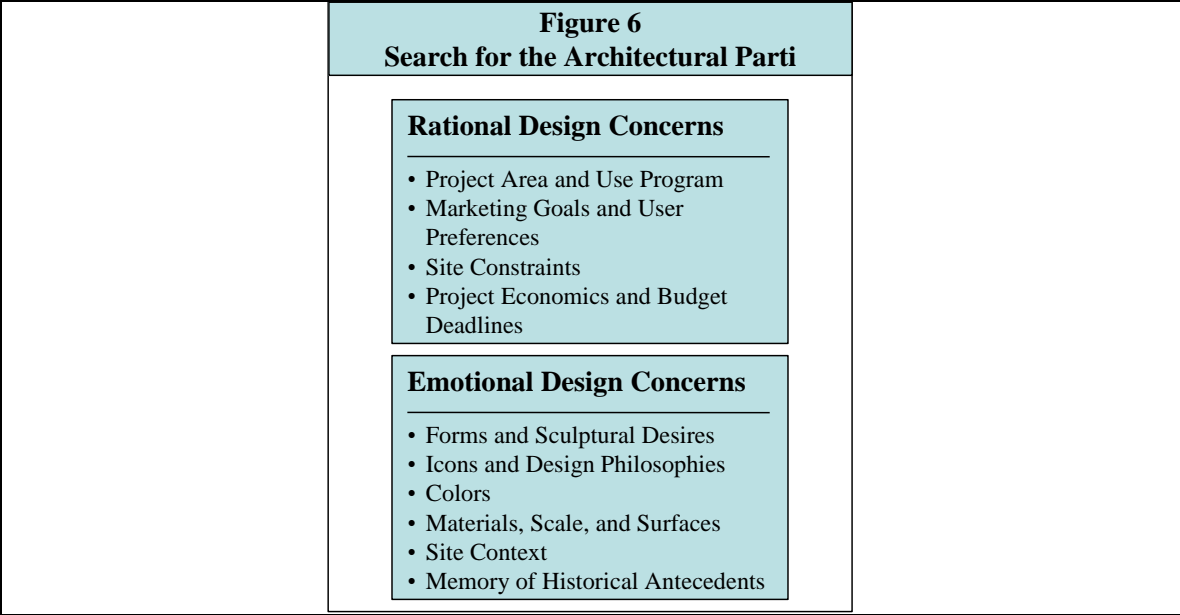 Figure 6
Search for the Architectural Parti
Rational Design Concerns
• Project Area and Use Program
• Marketing Goals and User
Preferences
• Site Constraints
• Project Economics and Budget
Deadlines
Emotional Design Concerns
• Forms and Sculptural Desires
• Icons and Design Philosophies
• Colors
• Materials, Scale, and Surfaces
• Site Context
• Memory of Historical Antecedents